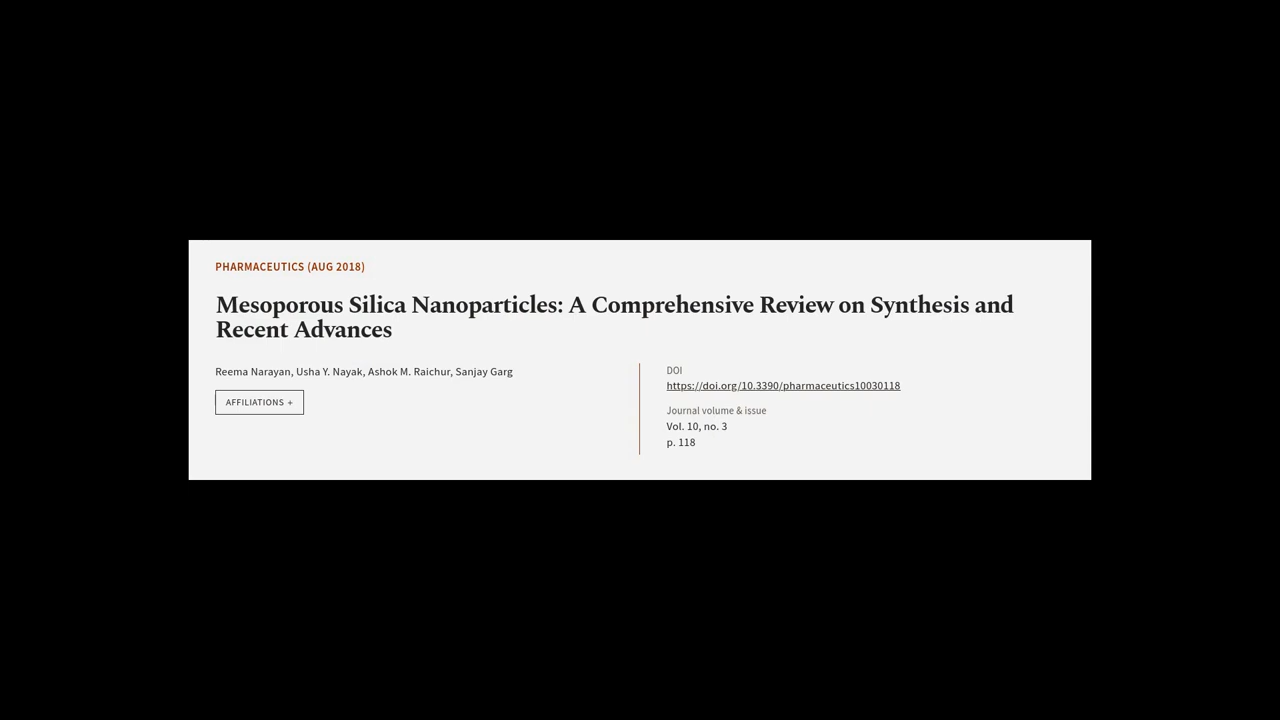 PHARMACEUTICS (AUG 2018)
Mesoporous Silica Nanoparticles: A Comprehensive Review on Synthesis and
Recent Advances
Reema Narayan, Usha Y. Nayak, Ashok M. Raichur, Sanjay Garg
AFFILIATIONS +
DOI
https://doi.org/10.3390/pharmaceutics10030118
Journal volume & issue
Vol. 10, no. 3
p. 118